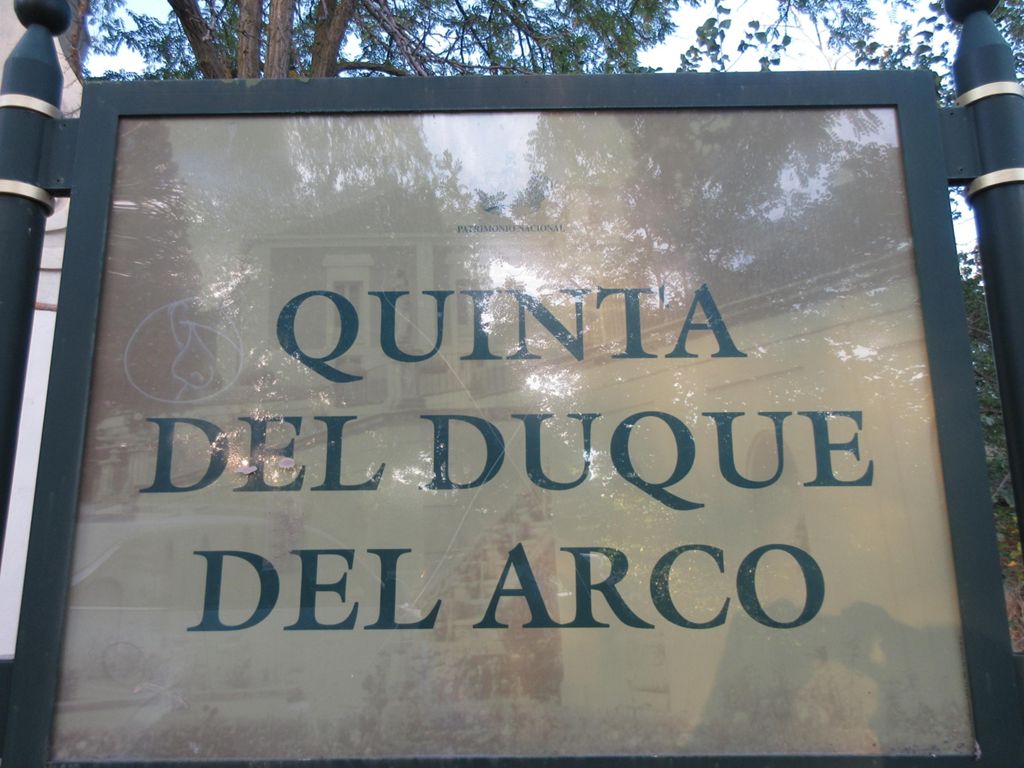 PATRIMONIO NACIONAL
QUINTA
DEL DUQUE
DEL ARCO